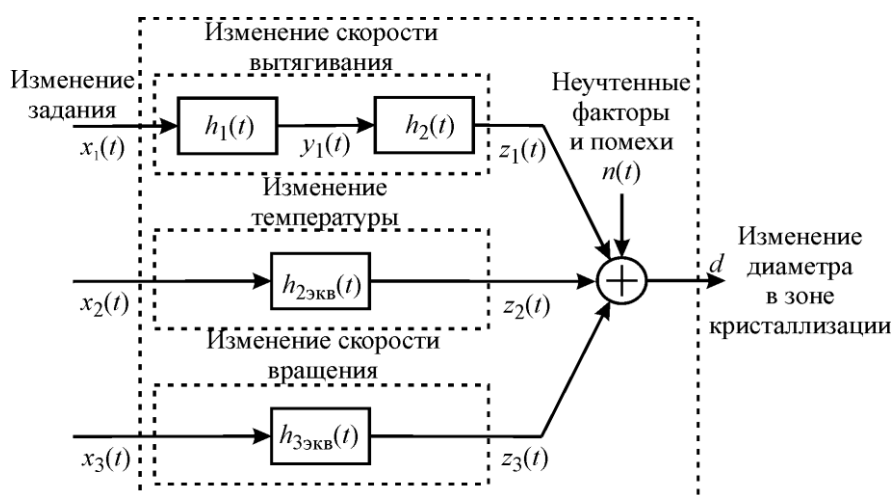 Изменение скорости
вытягивания
Изменение
задания
x₁(t)
h₁(t)
y₁(t)
h₂(t)
z₁(t)
Неучтенные
факторы
и помехи
n(t)
Изменение
температуры
x₂(t)
h₂экв(t)
z₂(t)
+
d
Изменение
диаметра
в зоне
кристаллизации
Изменение скорости
вращения
x₃(t)
h₃экв(t)
z₃(t)